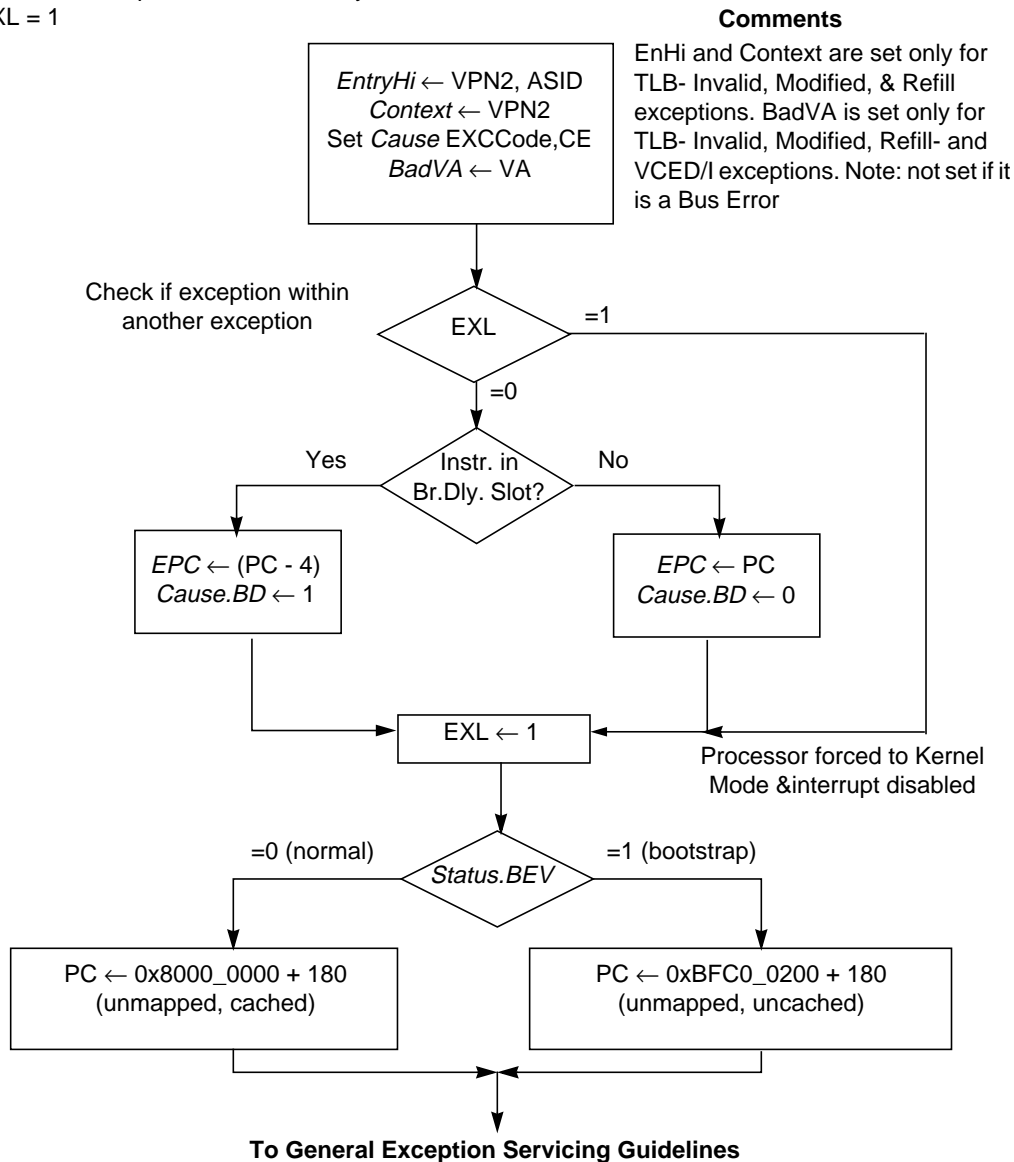 XL = 1
Comments
EnHi and Context are set only for
TLB- Invalid, Modified, & Refill
exceptions. BadVA is set only for
TLB- Invalid, Modified, Refill- and
VCED/I exceptions. Note: not set if it
is a Bus Error
EntryHi ← VPN2, ASID
Context ← VPN2
Set Cause EXCCode,CE
BadVA ← VA
Check if exception within
another exception
EXL
=1
=0
Yes
Instr. in
Br.Dly. Slot?
No
EPC ← (PC - 4)
Cause.BD ← 1
EPC ← PC
Cause.BD ← 0
EXL ← 1
Processor forced to Kernel
Mode &interrupt disabled
=0 (normal)
Status.BEV
=1 (bootstrap)
PC ← 0x8000_0000 + 180
(unmapped, cached)
PC ← 0xBFC0_0200 + 180
(unmapped, uncached)
To General Exception Servicing Guidelines